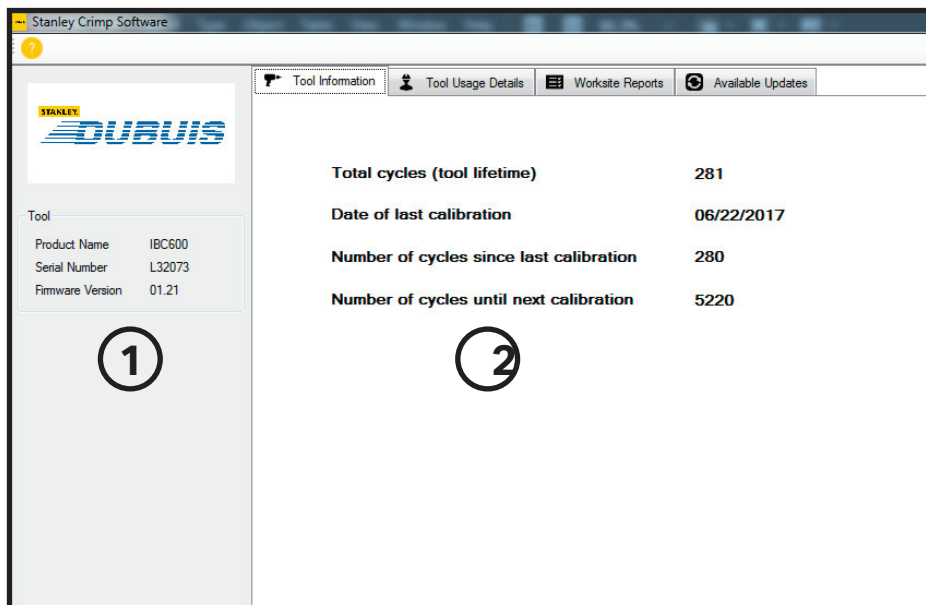 Stanley Crimp Software
?
Tool Information
Tool Usage Details
Worksite Reports
Available Updates
STANLEY.
DUBUIS
Tool
Product Name IBC600
Serial Number L32073
Firmware Version 01.21
1
Total cycles (tool lifetime) 281
Date of last calibration 06/22/2017
Number of cycles since last calibration 280
Number of cycles until next calibration 5220
2